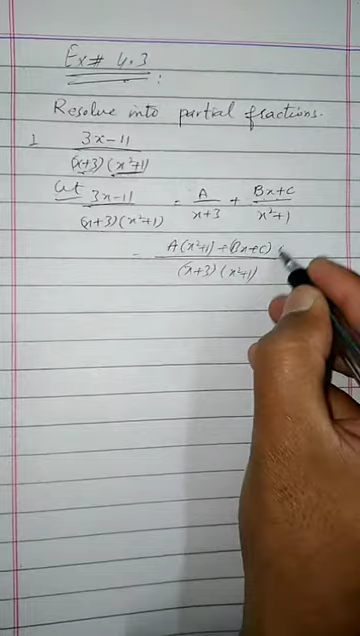 Ex# 4.3 :
Resolve into partial fractions.
1 3x-11 / (x+3)(x²+1)
Let 3x-11 / (x+3)(x²+1) = A / x+3 + Bx+C / x²+1
= A(x²+1)+(Bx+C)( / (x+3)(x²+1)